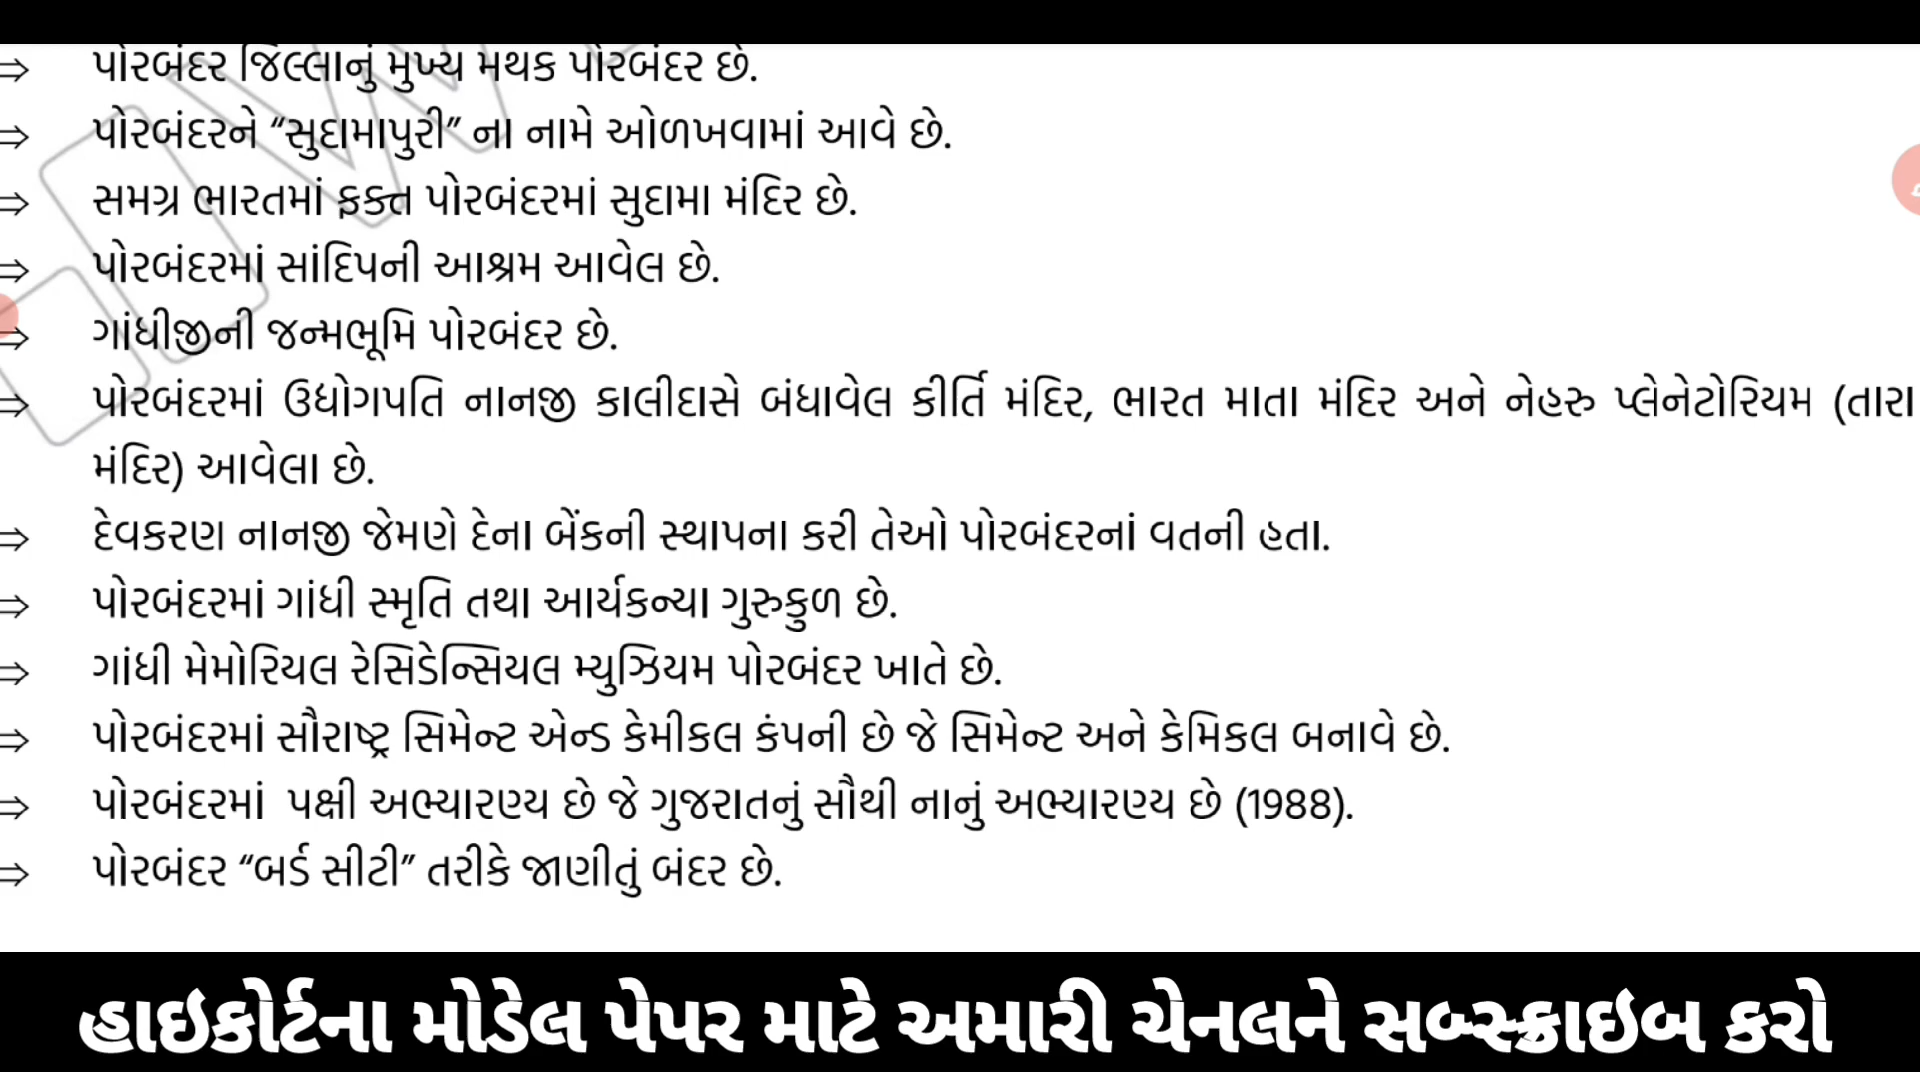 ⇒ પોરબંદર જિલ્લાનું મુખ્ય મથક પોરબંદર છે.
⇒ પોરબંદરને “સુદામાપુરી” ના નામે ઓળખવામાં આવે છે.
⇒ સમગ્ર ભારતમાં ફક્ત પોરબંદરમાં સુદામા મંદિર છે.
⇒ પોરબંદરમાં સાંદિપની આશ્રમ આવેલ છે.
⇒ ગાંધીજીની જન્મભૂમિ પોરબંદર છે.
⇒ પોરબંદરમાં ઉદ્યોગપતિ નાનજી કાલીદાસે બંધાવેલ કીર્તિ મંદિર, ભારત માતા મંદિર અને નેહરુ પ્લેનેટોરિયમ (તારા
મંદિર) આવેલા છે.
⇒ દેવકરણ નાનજી જેમણે દેના બેંકની સ્થાપના કરી તેઓ પોરબંદરનાં વતની હતા.
⇒ પોરબંદરમાં ગાંધી સ્મૃતિ તથા આર્યકન્યા ગુરુકુળ છે.
⇒ ગાંધી મેમોરિયલ રેસિડેન્સિયલ મ્યુઝિયમ પોરબંદર ખાતે છે.
⇒ પોરબંદરમાં સૌરાષ્ટ્ર સિમેન્ટ એન્ડ કેમીકલ કંપની છે જે સિમેન્ટ અને કેમિકલ બનાવે છે.
⇒ પોરબંદરમાં પક્ષી અભ્યારણ્ય છે જે ગુજરાતનું સૌથી નાનું અભ્યારણ્ય છે (1988).
⇒ પોરબંદર “બર્ડ સીટી” તરીકે જાણીતું બંદર છે.
હાઇકોર્ટના મોડેલ પેપર માટે અમારી ચેનલને સબ્સ્ક્રાઇબ કરો